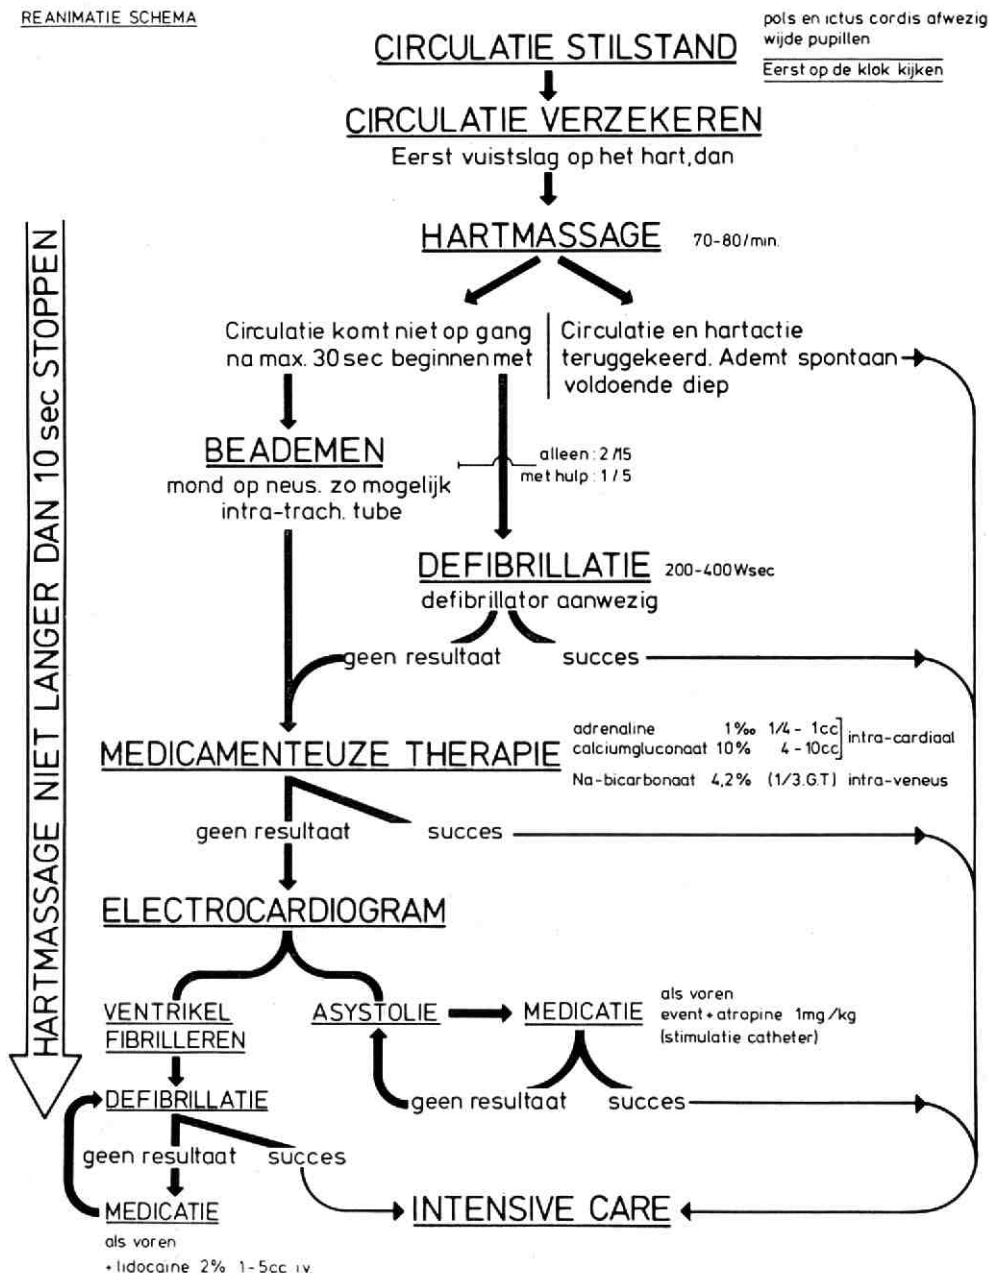 REANIMATIE SCHEMA
pols en ictus cordis afwezig
wijde pupillen
Eerst op de klok kijken
CIRCULATIE STILSTAND
CIRCULATIE VERZEKEREN
Eerst vuistslag op het hart, dan
HARTMASSAGE 70-80/min.
HARTMASSAGE NIET LANGER DAN 10 sec STOPPEN
Circulatie komt niet op gang
na max. 30 sec beginnen met
Circulatie en hartactie
teruggekeerd. Ademt spontaan
voldoende diep
BEADEMEN
mond op neus. zo mogelijk
intra-trach. tube
alleen : 2/15
met hulp : 1/5
DEFIBRILLATIE 200-400 Wsec
defibrillator aanwezig
geen resultaat succes
MEDICAMENTEUZE THERAPIE
adrenaline 1‰ 1/4 - 1cc
calciumgluconaat 10% 4 - 10cc
intra-cardiaal
Na-bicarbonaat 4,2% (1/3.G.T) intra-veneus
geen resultaat succes
ELECTROCARDIOGRAM
VENTRIKEL
FIBRILLEREN
ASYSTOLIE
MEDICATIE
als voren
event + atropine 1mg/kg
(stimulatie catheter)
geen resultaat succes
DEFIBRILLATIE
geen resultaat succes
MEDICATIE
als voren
+ lidocaine 2% 1-5cc i.v.
INTENSIVE CARE